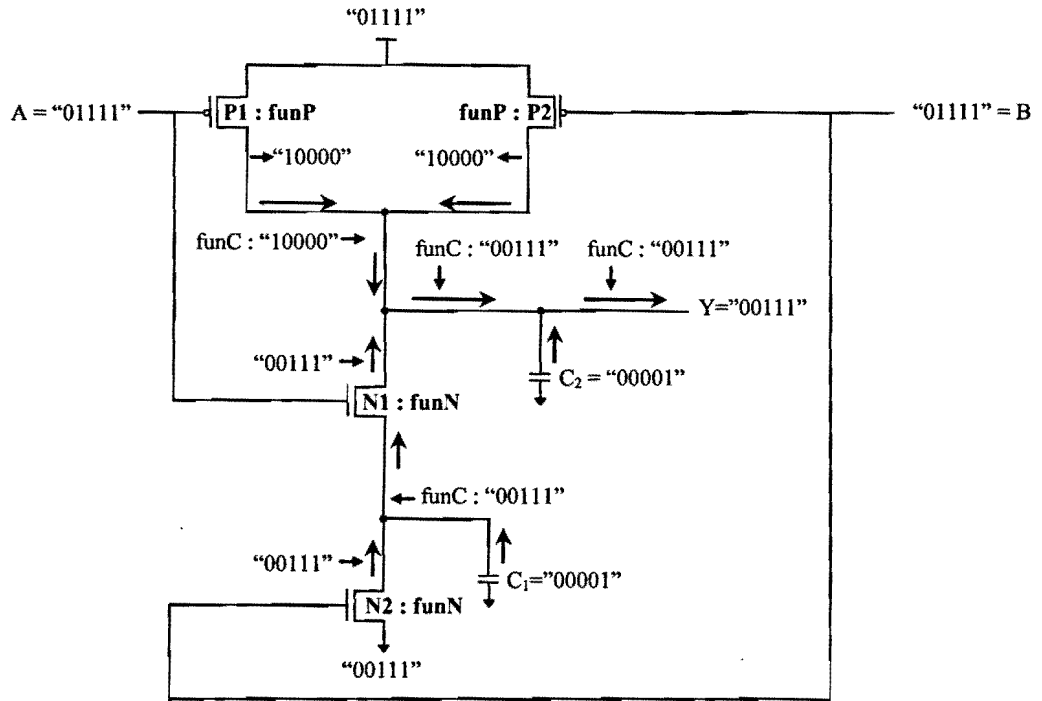 “01111”
A = “01111”
P1 : funP
funP : P2
“01111” = B
“10000”
“10000”
funC : “10000”
funC : “00111”
funC : “00111”
Y=”00111”
“00111”
C₂ = “00001”
N1 : funN
funC : “00111”
“00111”
C₁=”00001”
N2 : funN
“00111”